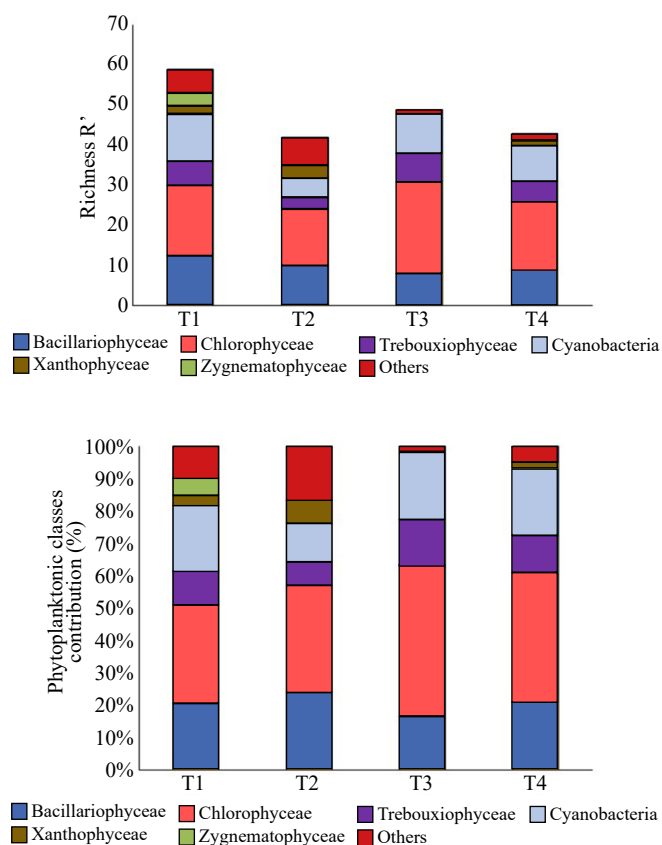 70
60
50
40
30
20
10
0
Richness R’
T1 T2 T3 T4
Bacillariophyceae Chlorophyceae Trebouxiophyceae Cyanobacteria
Xanthophyceae Zygnematophyceae Others
100%
90%
80%
70%
60%
50%
40%
30%
20%
10%
0%
Phytoplanktonic classes
contribution (%)
T1 T2 T3 T4
Bacillariophyceae Chlorophyceae Trebouxiophyceae Cyanobacteria
Xanthophyceae Zygnematophyceae Others